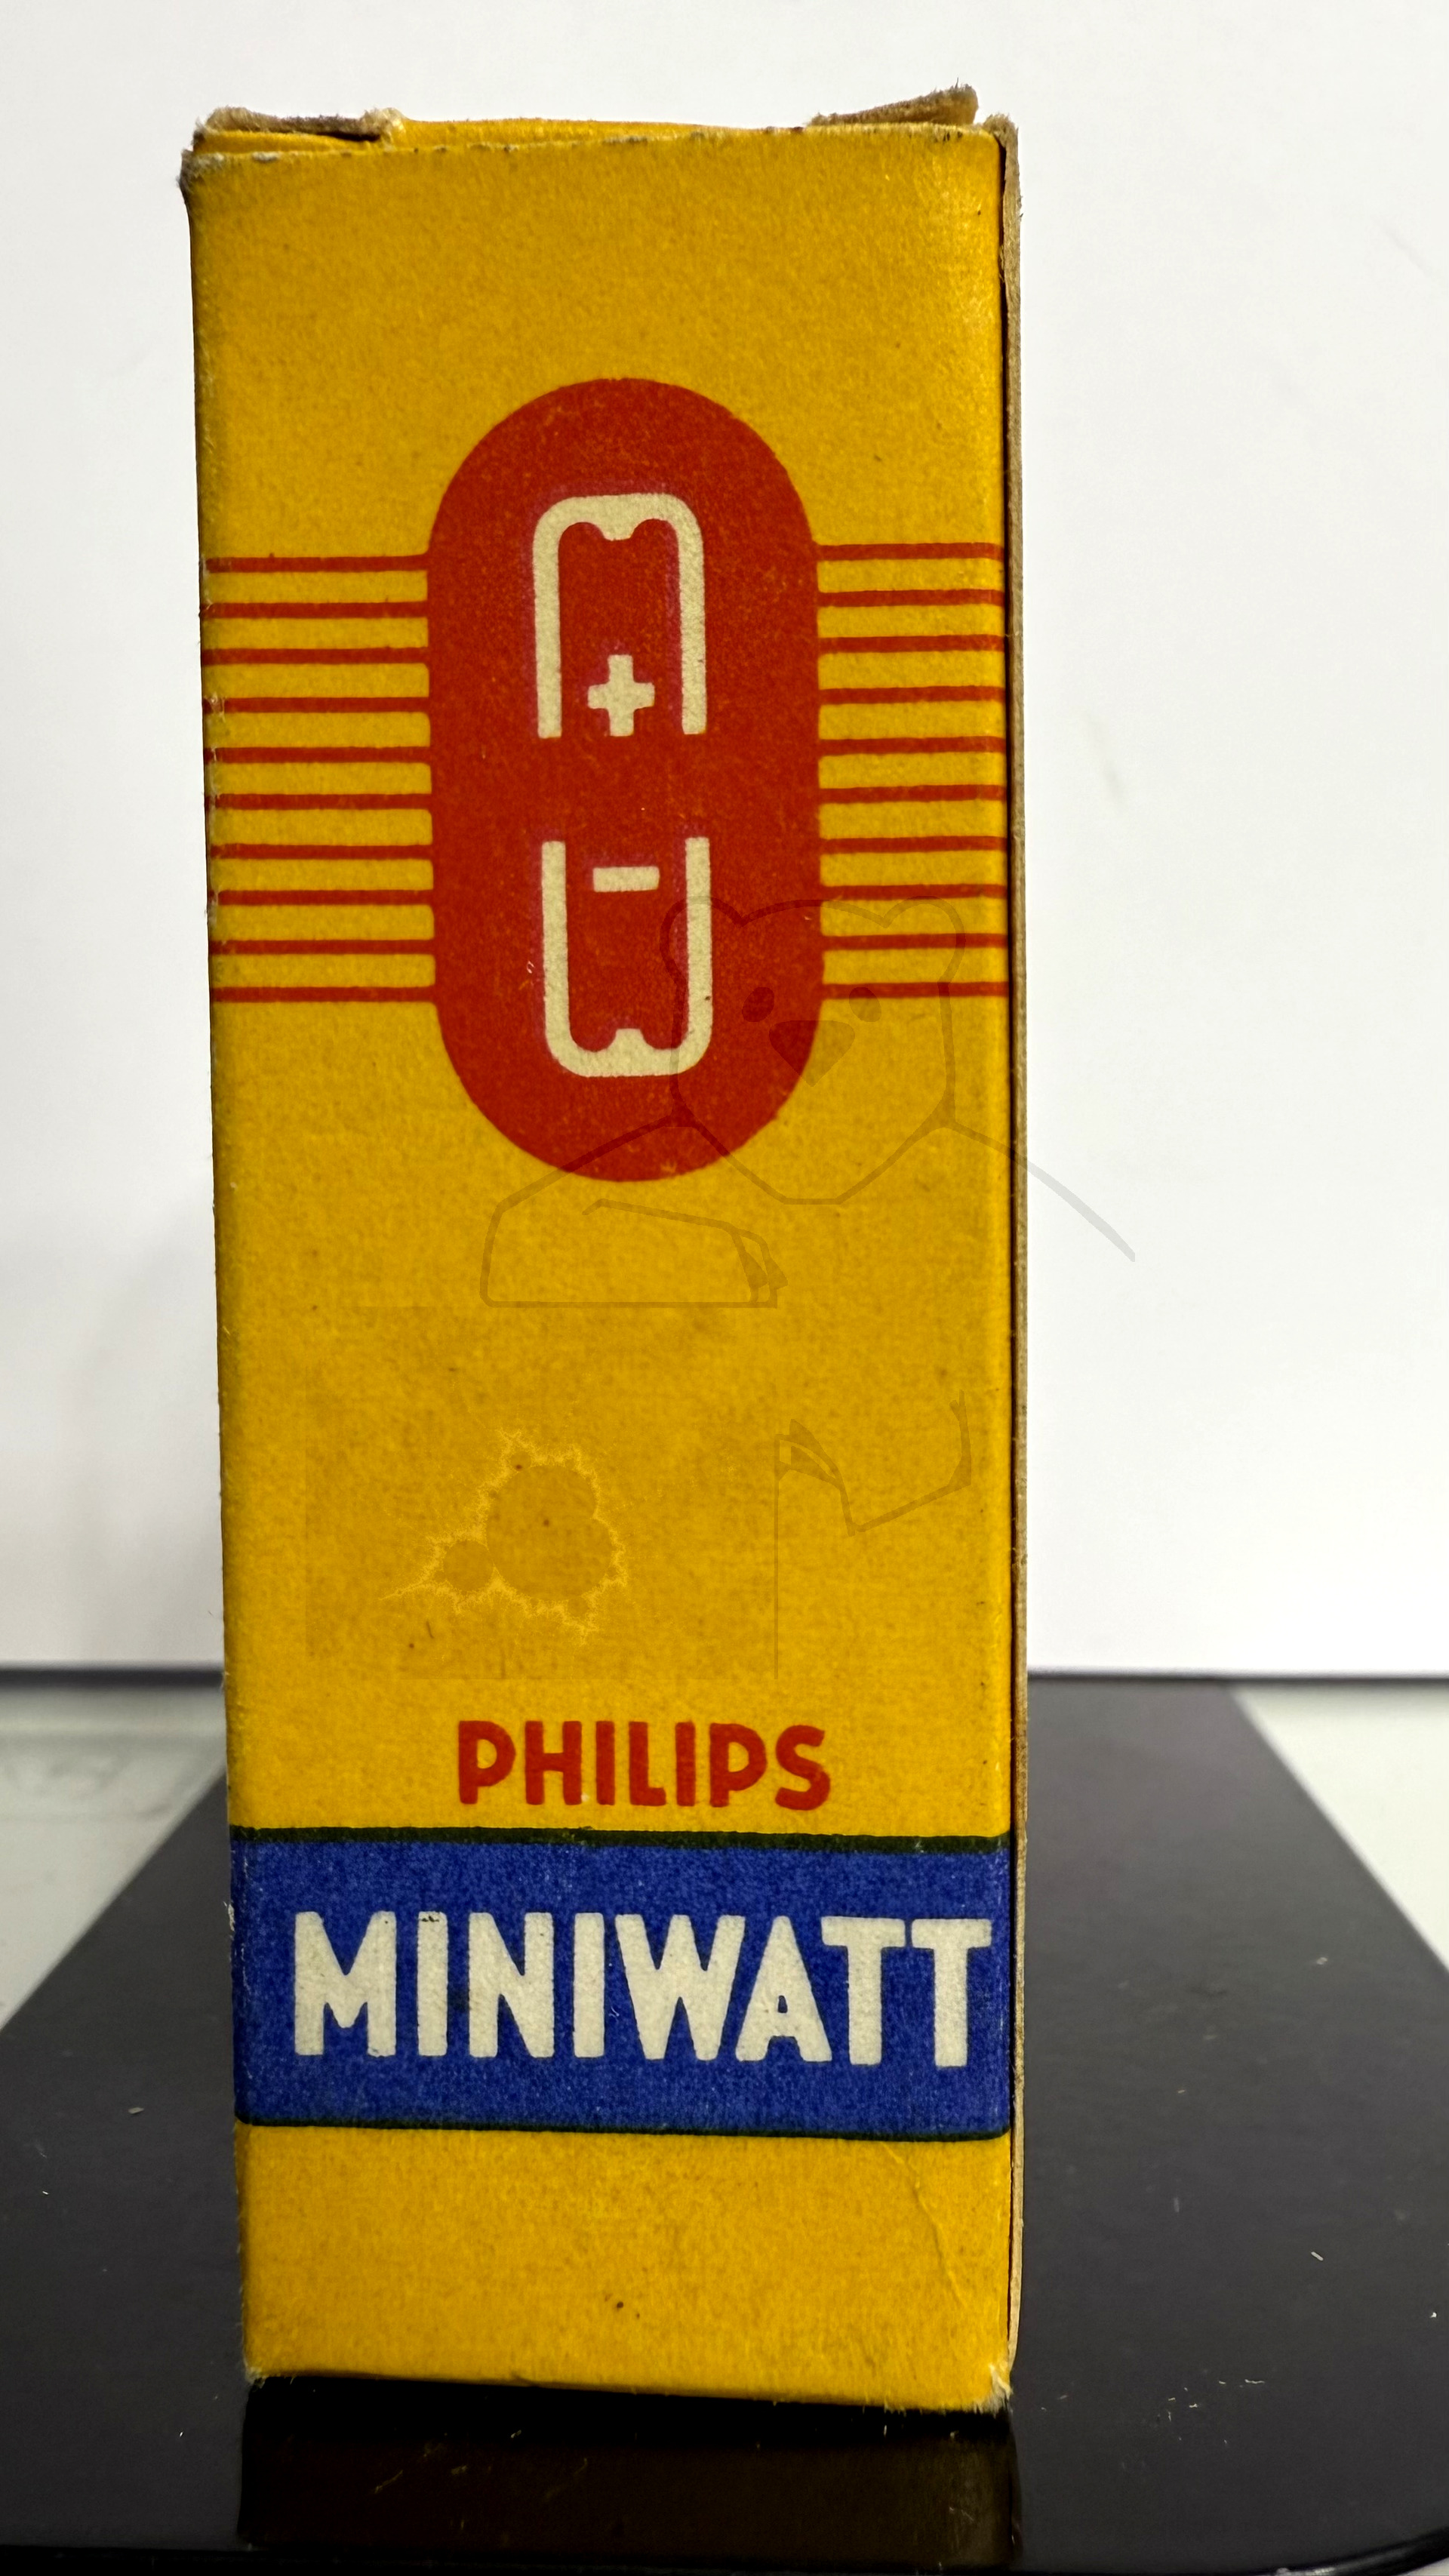 +
-
PHILIPS
MINIWATT